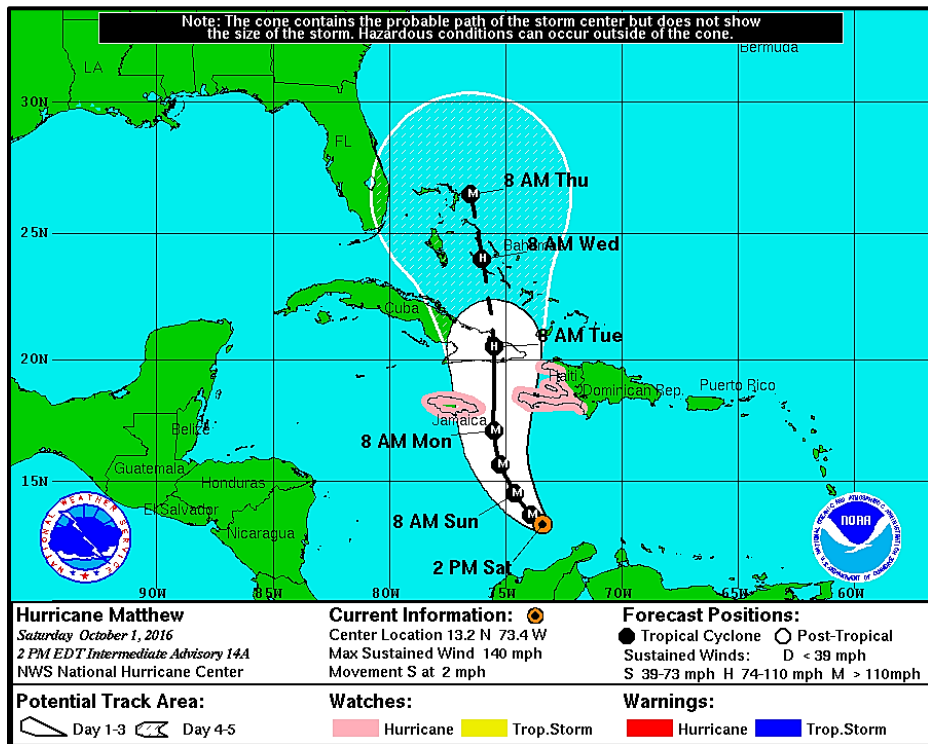 Note: The cone contains the probable path of the storm center but does not show
the size of the storm. Hazardous conditions can occur outside of the cone.
Bermuda
LA
30N
FL
8 AM Thu
25N
Bahamas
8 AM Wed
Cuba
8 AM Tue
20N
Haiti
Dominican Rep.
Puerto Rico
Jamaica
Belize
8 AM Mon
Guatemala
15N
Honduras
El Salvador
8 AM Sun
Nicaragua
2 PM Sat
NATIONAL WEATHER SERVICE
NOAA
90W 85W 80W 75W 70W 65W 60W
M
H
H
M
M
M
M
Hurricane Matthew
Saturday October 1, 2016
2 PM EDT Intermediate Advisory 14A
NWS National Hurricane Center
Current Information:
Center Location 13.2 N 73.4 W
Max Sustained Wind 140 mph
Movement S at 2 mph
Forecast Positions:
Tropical Cyclone Post-Tropical
Sustained Winds: D < 39 mph
S 39-73 mph H 74-110 mph M > 110mph
Potential Track Area:
Day 1-3 Day 4-5
Watches:
Hurricane Trop.Storm
Warnings:
Hurricane Trop.Storm